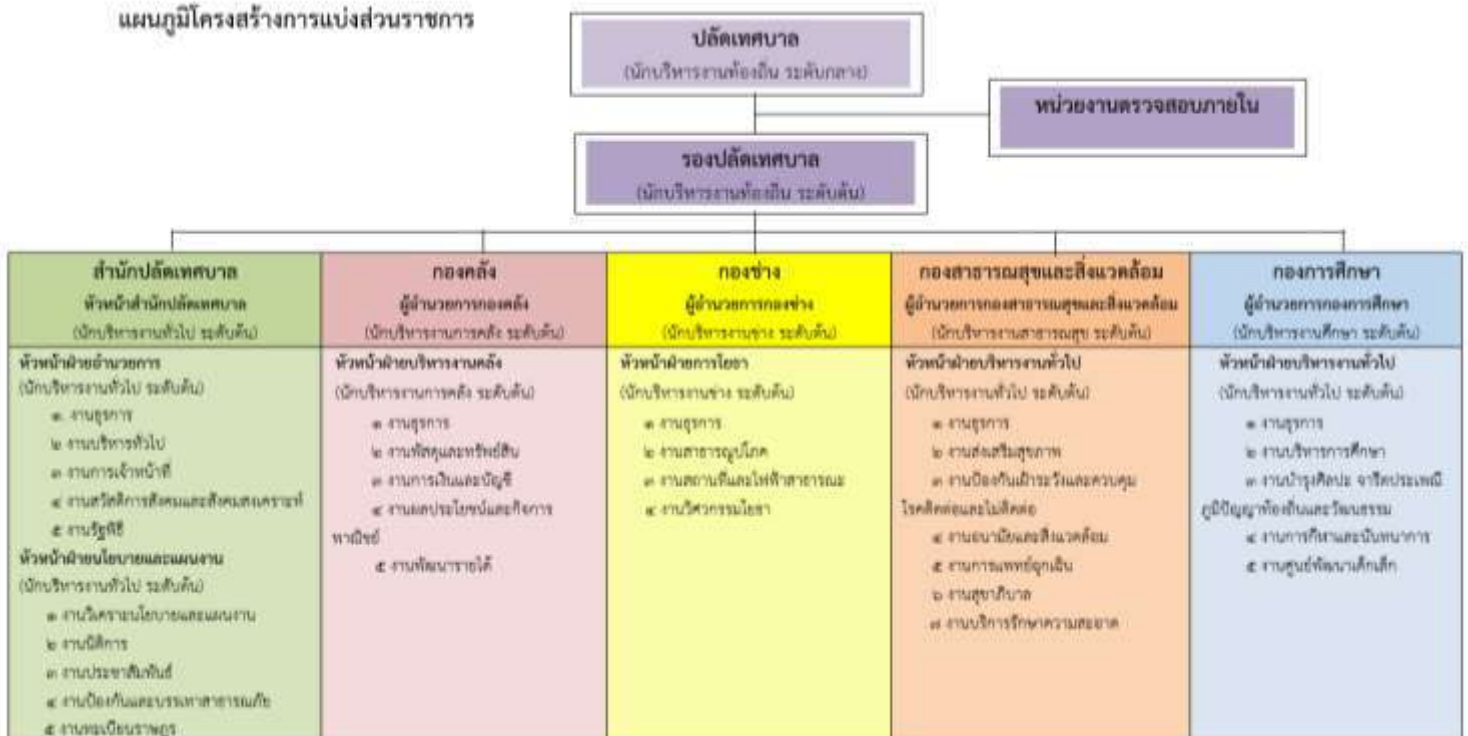 แผนภูมิโครงสร้างการแบ่งส่วนราชการ
ปลัดเทศบาล
(นักบริหารงานท้องถิ่น ระดับกลาง)
หน่วยงานตรวจสอบภายใน
รองปลัดเทศบาล
(นักบริหารงานท้องถิ่น ระดับต้น)
สำนักปลัดเทศบาล
หัวหน้าสำนักปลัดเทศบาล
(นักบริหารงานทั่วไป ระดับต้น)
หัวหน้าฝ่ายอำนวยการ
(นักบริหารงานทั่วไป ระดับต้น)
๑. งานธุรการ
๒ งานบริหารทั่วไป
๓ งานการเจ้าหน้าที่
๔ งานสวัสดิการสังคมและสังคมสงเคราะห์
๕ งานรัฐพิธี
หัวหน้าฝ่ายนโยบายและแผนงาน
(นักบริหารงานทั่วไป ระดับต้น)
๑ งานวิเคราะนโยบายและแผนงาน
๒ งานนิติการ
๓ งานประชาสัมพันธ์
๔ งานป้องกันและบรรเทาสาธารณภัย
๕ งานทะเบียนราษฎร
กองคลัง
ผู้อำนวยการกองคลัง
(นักบริหารงานการคลัง ระดับต้น)
หัวหน้าฝ่ายบริหารงานคลัง
(นักบริหารงานการคลัง ระดับต้น)
๑ งานธุรการ
๒ งานพัสดุและทรัพย์สิน
๓ งานการเงินและบัญชี
๔ งานผลประโยชน์และกิจการ
พาณิชย์
๕ งานพัฒนารายได้
กองช่าง
ผู้อำนวยการกองช่าง
(นักบริหารงานช่าง ระดับต้น)
หัวหน้าฝ่ายการโยธา
(นักบริหารงานช่าง ระดับต้น)
๑ งานธุรการ
๒ งานสาธารณูปโภค
๓ งานสถานที่และไฟฟ้าสาธารณะ
๔ งานวิศวกรรมโยธา
กองสาธารณสุขและสิ่งแวดล้อม
ผู้อำนวยการกองสาธารณสุขและสิ่งแวดล้อม
(นักบริหารงานสาธารณสุข ระดับต้น)
หัวหน้าฝ่ายบริหารงานทั่วไป
(นักบริหารงานทั่วไป ระดับต้น)
๑ งานธุรการ
๒ งานส่งเสริมสุขภาพ
๓ งานป้องกันเฝ้าระวังและควบคุม
โรคติดต่อและไม่ติดต่อ
๔ งานอนามัยและสิ่งแวดล้อม
๕ งานการแพทย์ฉุกเฉิน
๖ งานสุขาภิบาล
๗ งานบริการรักษาความสะอาด
กองการศึกษา
ผู้อำนวยการกองการศึกษา
(นักบริหารงานศึกษา ระดับต้น)
หัวหน้าฝ่ายบริหารงานทั่วไป
(นักบริหารงานทั่วไป ระดับต้น)
๑ งานธุรการ
๒ งานบริหารการศึกษา
๓ งานบำรุงศิลปะ จารีตประเพณี
ภูมิปัญญาท้องถิ่นและวัฒนธรรม
๔ งานการกีฬาและนันทนาการ
๕ งานศูนย์พัฒนาเด็กเล็ก